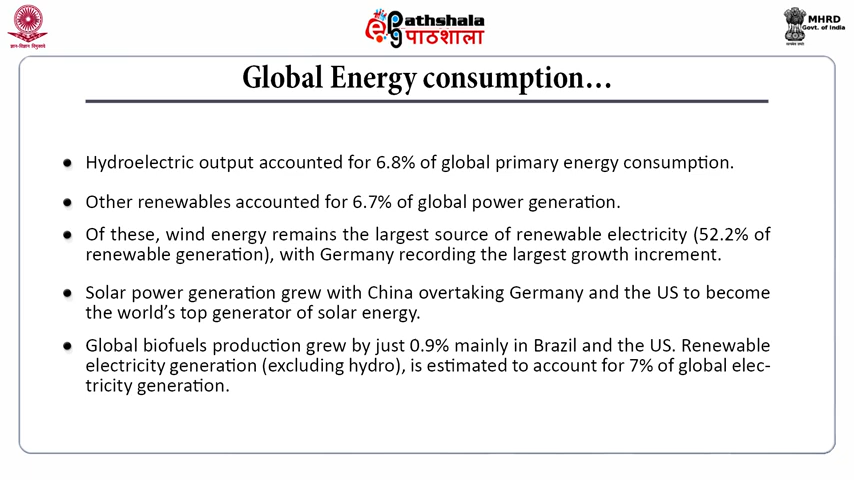 ज्ञान-विज्ञान विमुक्तये
ePathshala
पाठशाला
MHRD
Govt. of India
सत्यमेव जयते
Global Energy consumption…
• Hydroelectric output accounted for 6.8% of global primary energy consumption.
• Other renewables accounted for 6.7% of global power generation.
• Of these, wind energy remains the largest source of renewable electricity (52.2% of
renewable generation), with Germany recording the largest growth increment.
• Solar power generation grew with China overtaking Germany and the US to become
the world’s top generator of solar energy.
• Global biofuels production grew by just 0.9% mainly in Brazil and the US. Renewable
electricity generation (excluding hydro), is estimated to account for 7% of global elec-
tricity generation.